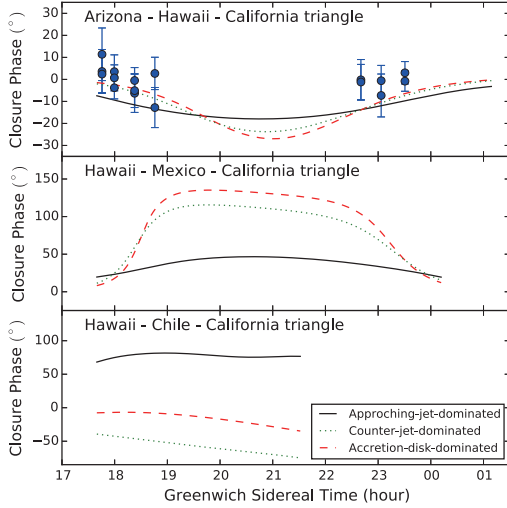 Arizona - Hawaii - California triangle
Closure Phase (°)
30
20
10
0
−10
−20
−30
Hawaii - Mexico - California triangle
Closure Phase (°)
150
100
50
0
Hawaii - Chile - California triangle
Closure Phase (°)
100
50
0
−50
Approching-jet-dominated
Counter-jet-dominated
Accretion-disk-dominated
17 18 19 20 21 22 23 00 01
Greenwich Sidereal Time (hour)